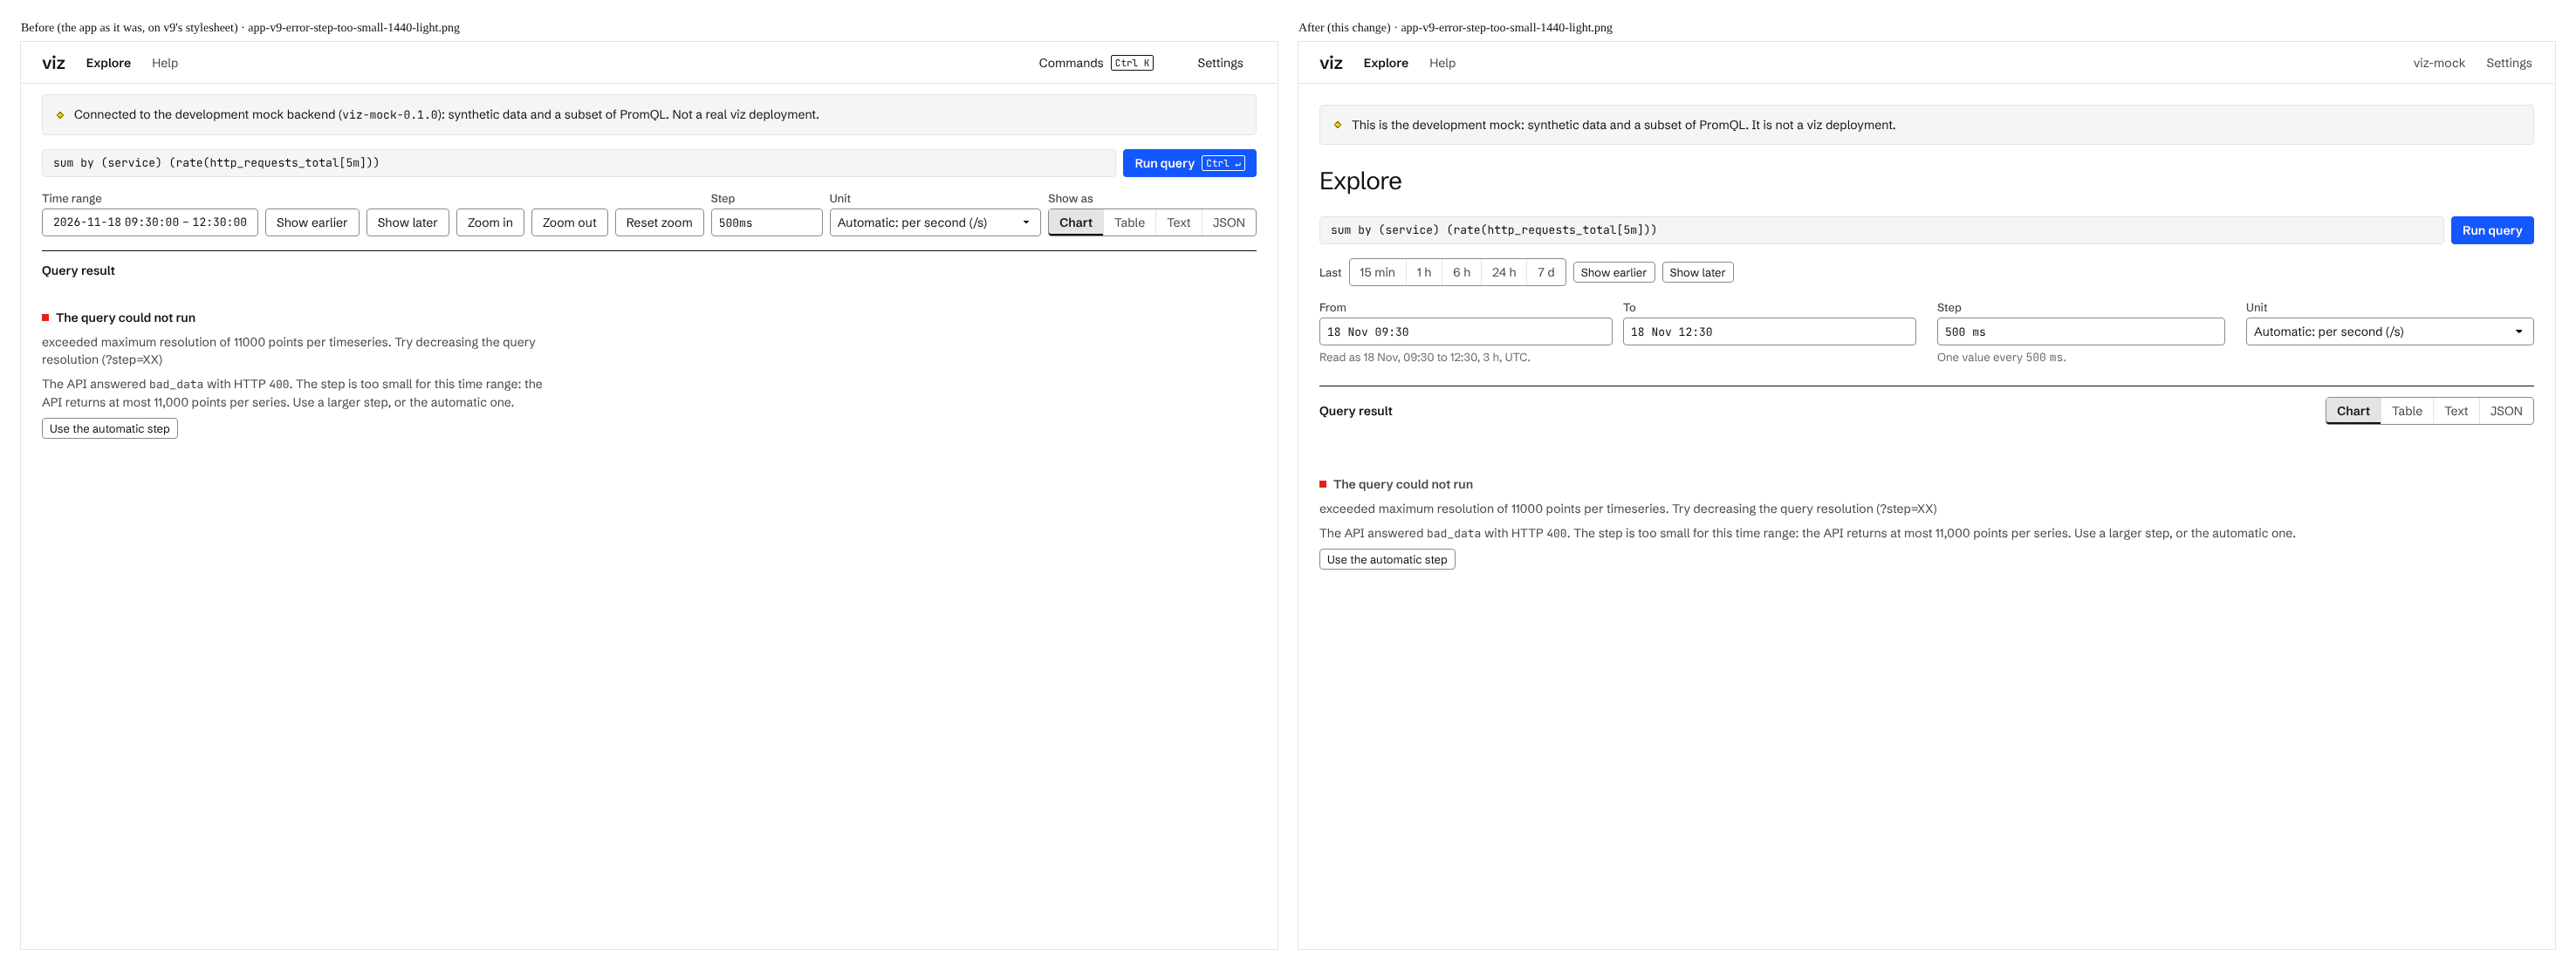 Before (the app as it was, on v9's stylesheet) · app-v9-error-step-too-small-1440-light.png
viz Explore Help Commands Ctrl K Settings
Connected to the development mock backend (viz-mock-0.1.0): synthetic data and a subset of PromQL. Not a real viz deployment.
sum by (service) (rate(http_requests_total[5m])) Run query Ctrl ↵
Time range Step Unit Show as
2026-11-18 09:30:00 – 12:30:00 Show earlier Show later Zoom in Zoom out Reset zoom 500ms Automatic: per second (/s) Chart Table Text JSON
Query result
The query could not run
exceeded maximum resolution of 11000 points per timeseries. Try decreasing the query
resolution (?step=XX)
The API answered bad_data with HTTP 400. The step is too small for this time range: the
API returns at most 11,000 points per series. Use a larger step, or the automatic one.
Use the automatic step
After (this change) · app-v9-error-step-too-small-1440-light.png
viz Explore Help viz-mock Settings
This is the development mock: synthetic data and a subset of PromQL. It is not a viz deployment.
Explore
sum by (service) (rate(http_requests_total[5m])) Run query
Last 15 min 1 h 6 h 24 h 7 d Show earlier Show later
From To Step Unit
18 Nov 09:30 18 Nov 12:30 500 ms Automatic: per second (/s)
Read as 18 Nov, 09:30 to 12:30, 3 h, UTC. One value every 500 ms.
Query result Chart Table Text JSON
The query could not run
exceeded maximum resolution of 11000 points per timeseries. Try decreasing the query resolution (?step=XX)
The API answered bad_data with HTTP 400. The step is too small for this time range: the API returns at most 11,000 points per series. Use a larger step, or the automatic one.
Use the automatic step